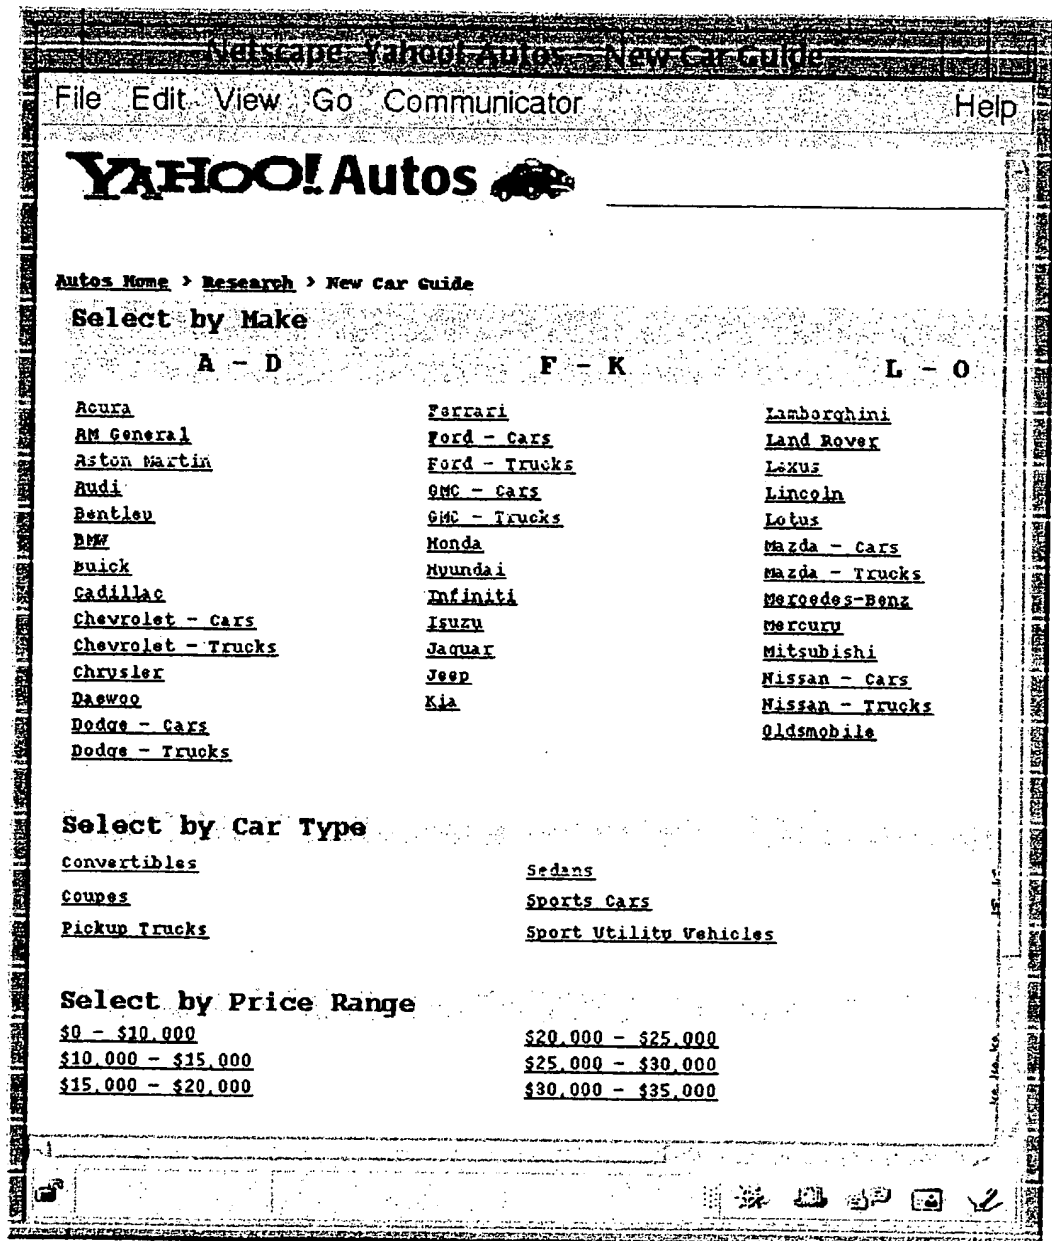 Netscape: Yahoo! Autos - New Car Guide
File Edit View Go Communicator Help
YAHOO! Autos
Autos Home > Research > New Car Guide
Select by Make
A - D F - K L - O
Acura Ferrari Lamborghini
AM General Ford - Cars Land Rover
Aston Martin Ford - Trucks Lexus
Audi GMC - Cars Lincoln
Bentley GMC - Trucks Lotus
BMW Honda Mazda - Cars
Buick Hyundai Mazda - Trucks
Cadillac Infiniti Mercedes-Benz
Chevrolet - Cars Isuzu Mercury
Chevrolet - Trucks Jaguar Mitsubishi
Chrysler Jeep Nissan - Cars
Daewoo Kia Nissan - Trucks
Dodge - Cars Oldsmobile
Dodge - Trucks
Select by Car Type
Convertibles Sedans
Coupes Sports Cars
Pickup Trucks Sport Utility Vehicles
Select by Price Range
$0 - $10,000 $20,000 - $25,000
$10,000 - $15,000 $25,000 - $30,000
$15,000 - $20,000 $30,000 - $35,000